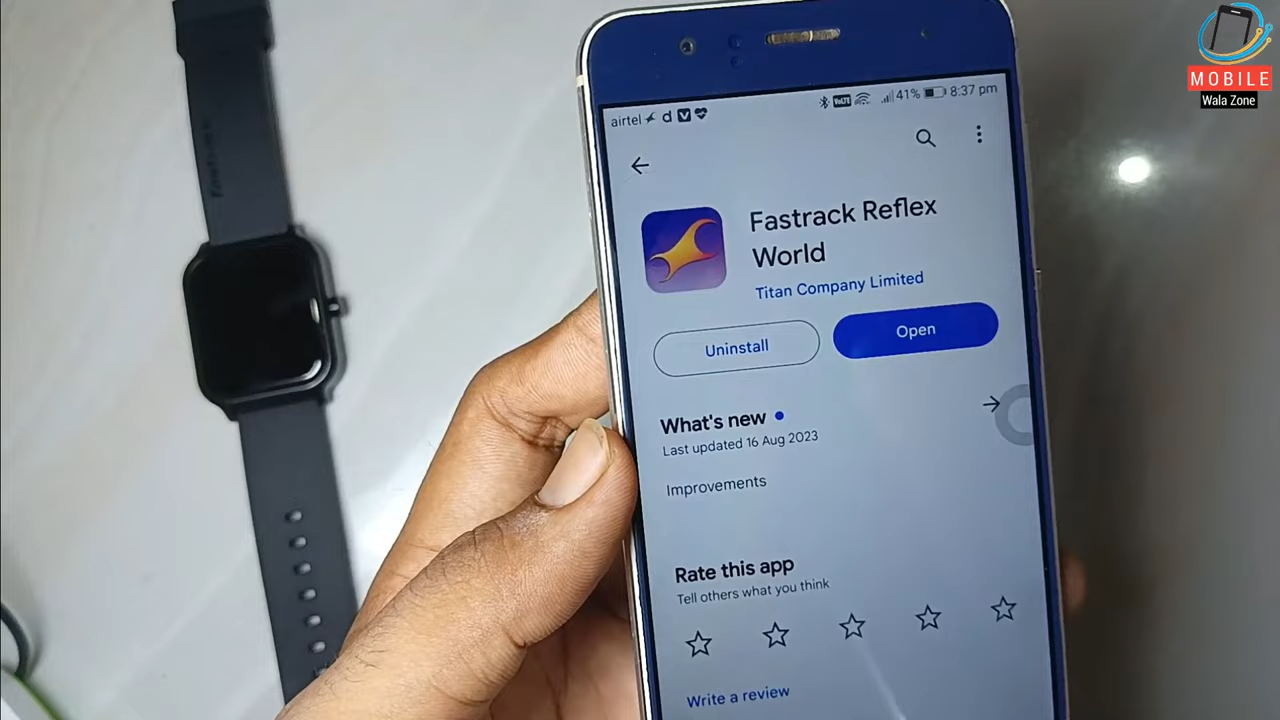 MOBILE
Wala Zone
airtel
VoLTE
41%
8:37 pm
Fastrack Reflex
World
Titan Company Limited
Uninstall
Open
What's new
Last updated 16 Aug 2023
Improvements
Rate this app
Tell others what you think
Write a review